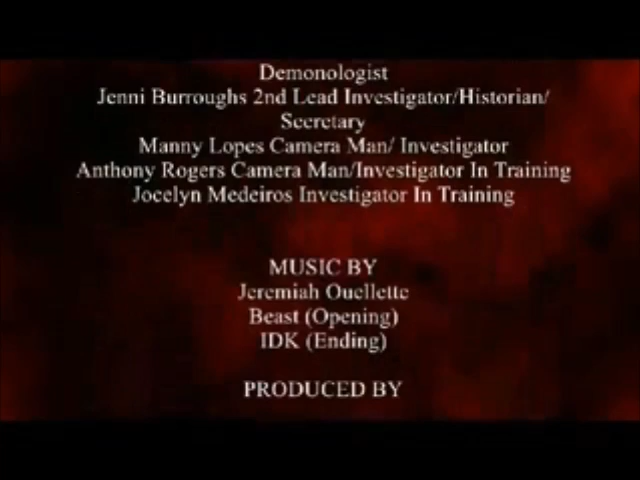 Demonologist
Jenni Burroughs 2nd Lead Investigator/Historian/
Secretary
Manny Lopes Camera Man/ Investigator
Anthony Rogers Camera Man/Investigator In Training
Jocelyn Medeiros Investigator In Training
MUSIC BY
Jeremiah Ouellette
Beast (Opening)
IDK (Ending)
PRODUCED BY